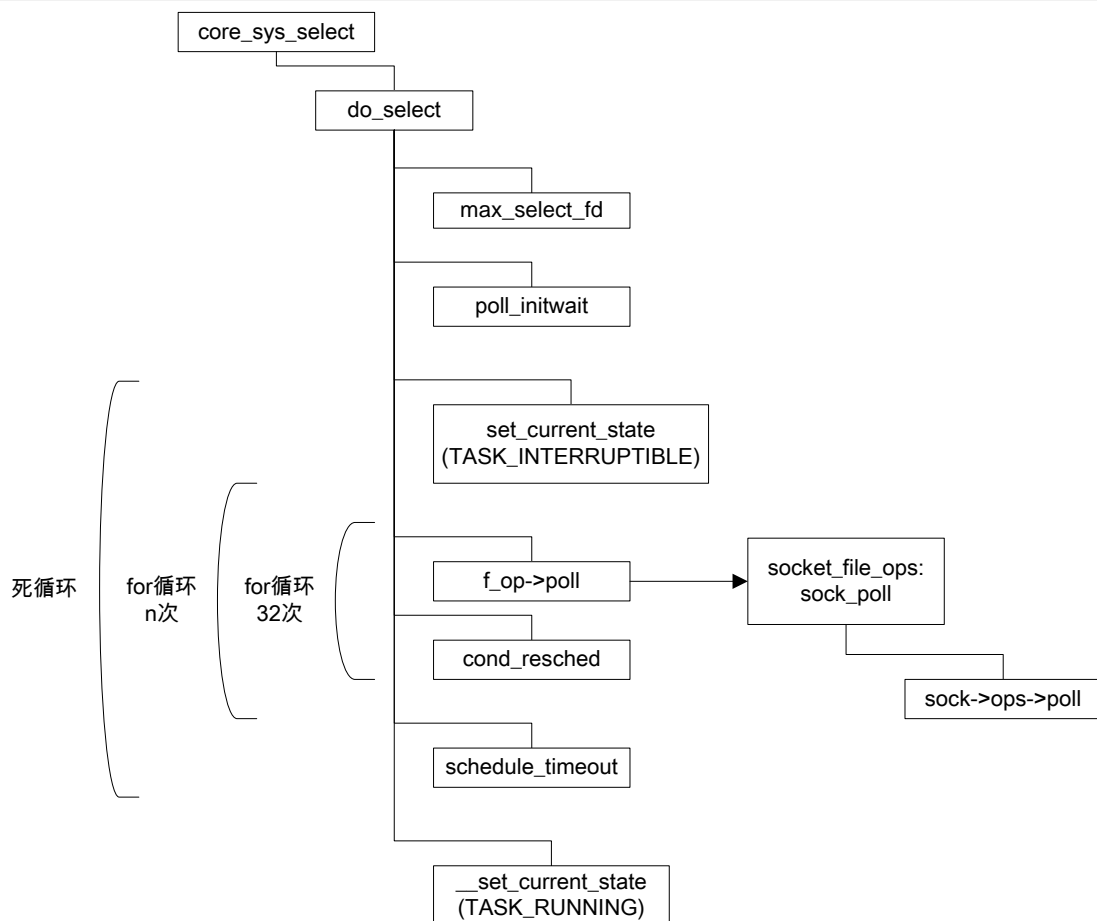 core_sys_select
do_select
max_select_fd
poll_initwait
set_current_state
(TASK_INTERRUPTIBLE)
死循环
for循环
n次
for循环
32次
f_op->poll
socket_file_ops:
sock_poll
cond_resched
sock->ops->poll
schedule_timeout
__set_current_state
(TASK_RUNNING)